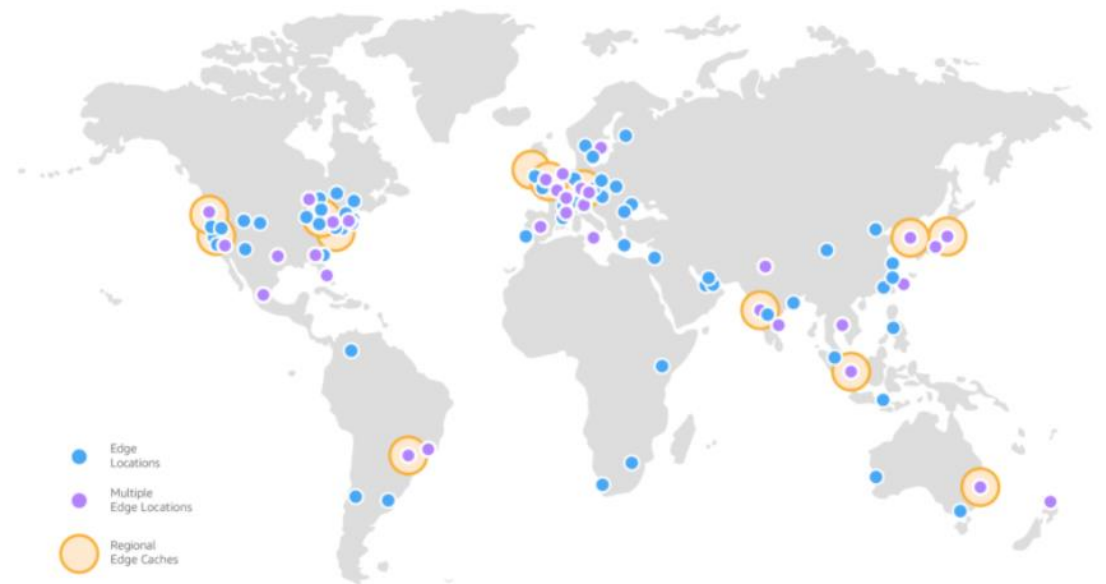 Edge
Locations
Multiple
Edge Locations
Regional
Edge Caches